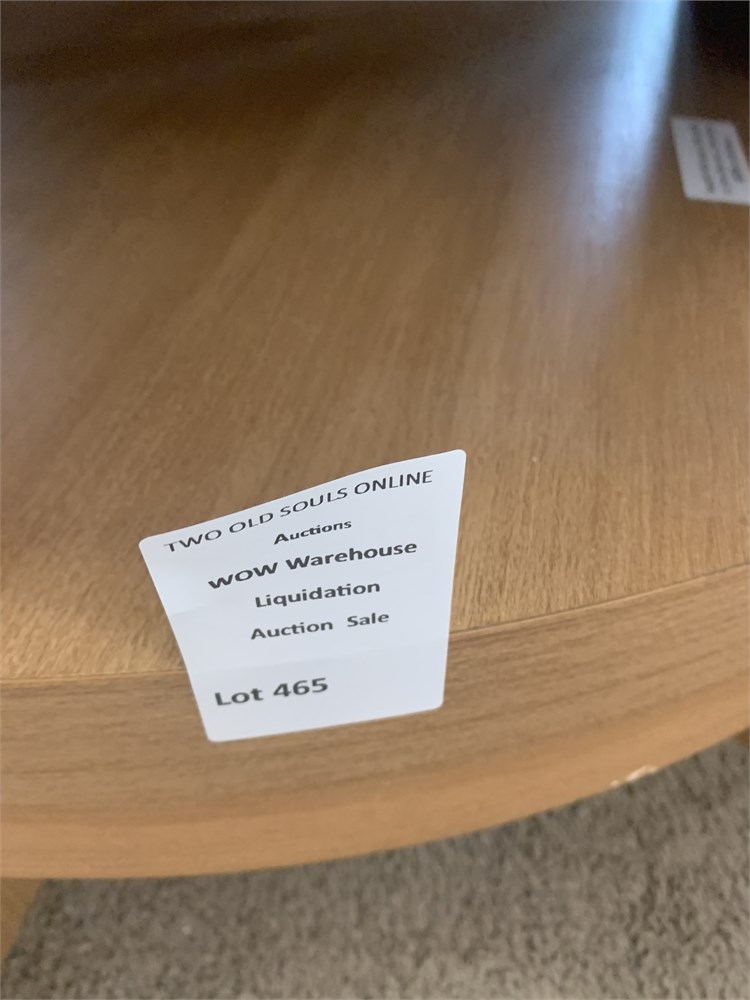 TWO OLD SOULS ONLINE
Auctions
WOW Warehouse
Liquidation
Auction Sale
Lot 465